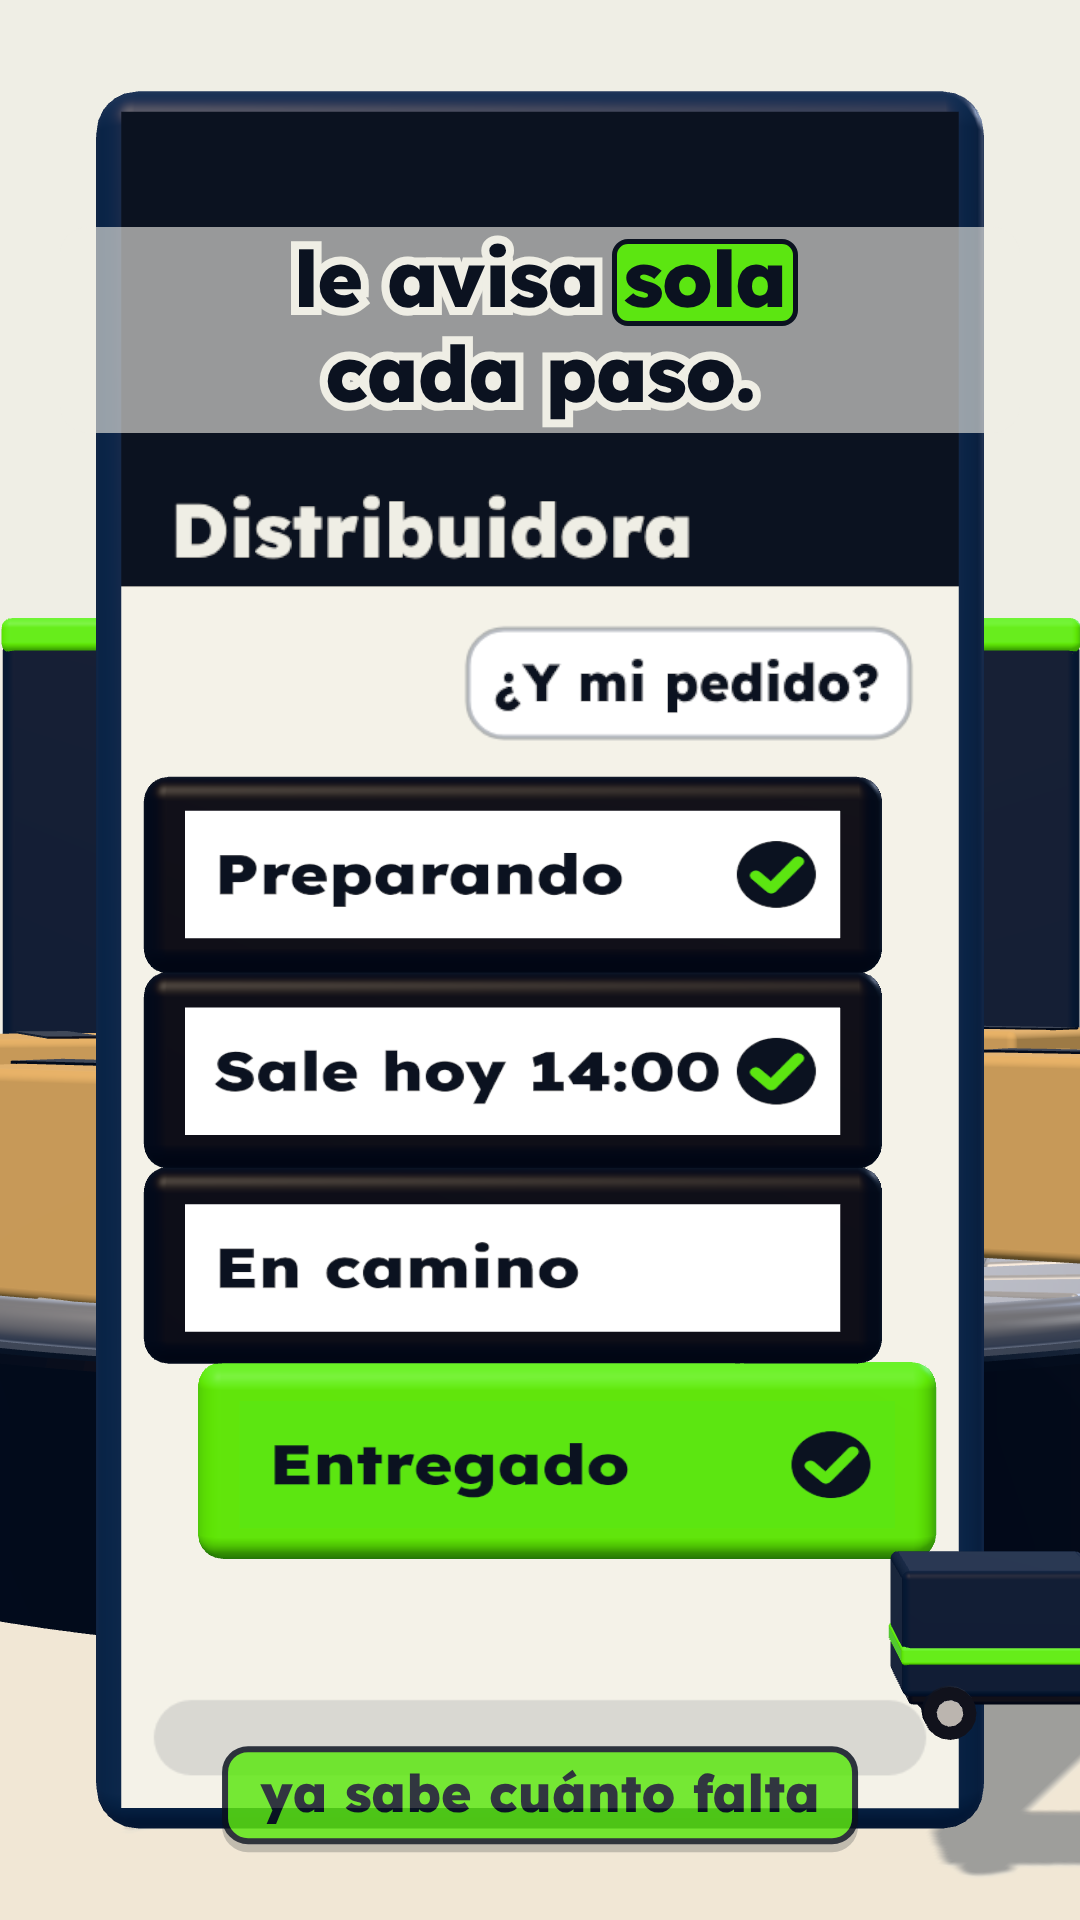 le avisa sola
cada paso.
Distribuidora
¿Y mi pedido?
Preparando
Sale hoy 14:00
En camino
Entregado
ya sabe cuánto falta